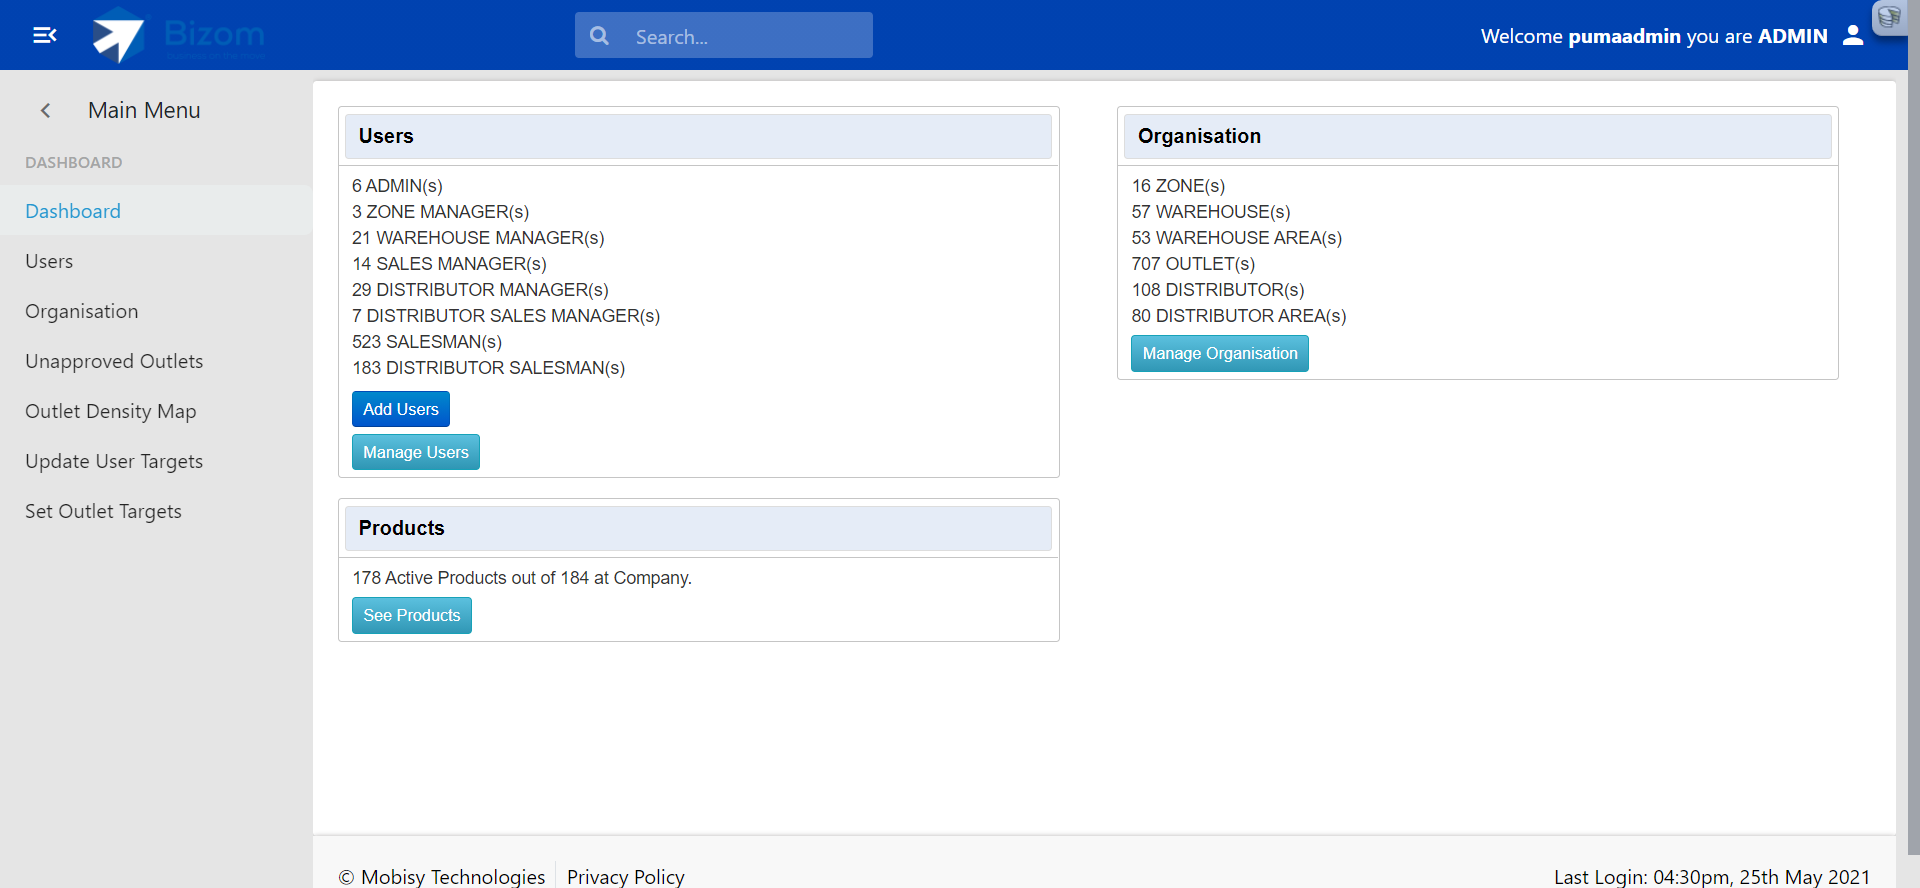 Bizom
Search...
Welcome pumaadmin you are ADMIN
Main Menu
DASHBOARD
Dashboard
Users
Organisation
Unapproved Outlets
Outlet Density Map
Update User Targets
Set Outlet Targets
Users
6 ADMIN(s)
3 ZONE MANAGER(s)
21 WAREHOUSE MANAGER(s)
14 SALES MANAGER(s)
29 DISTRIBUTOR MANAGER(s)
7 DISTRIBUTOR SALES MANAGER(s)
523 SALESMAN(s)
183 DISTRIBUTOR SALESMAN(s)
Add Users
Manage Users
Organisation
16 ZONE(s)
57 WAREHOUSE(s)
53 WAREHOUSE AREA(s)
707 OUTLET(s)
108 DISTRIBUTOR(s)
80 DISTRIBUTOR AREA(s)
Manage Organisation
Products
178 Active Products out of 184 at Company.
See Products
© Mobisy Technologies
Privacy Policy
Last Login: 04:30pm, 25th May 2021